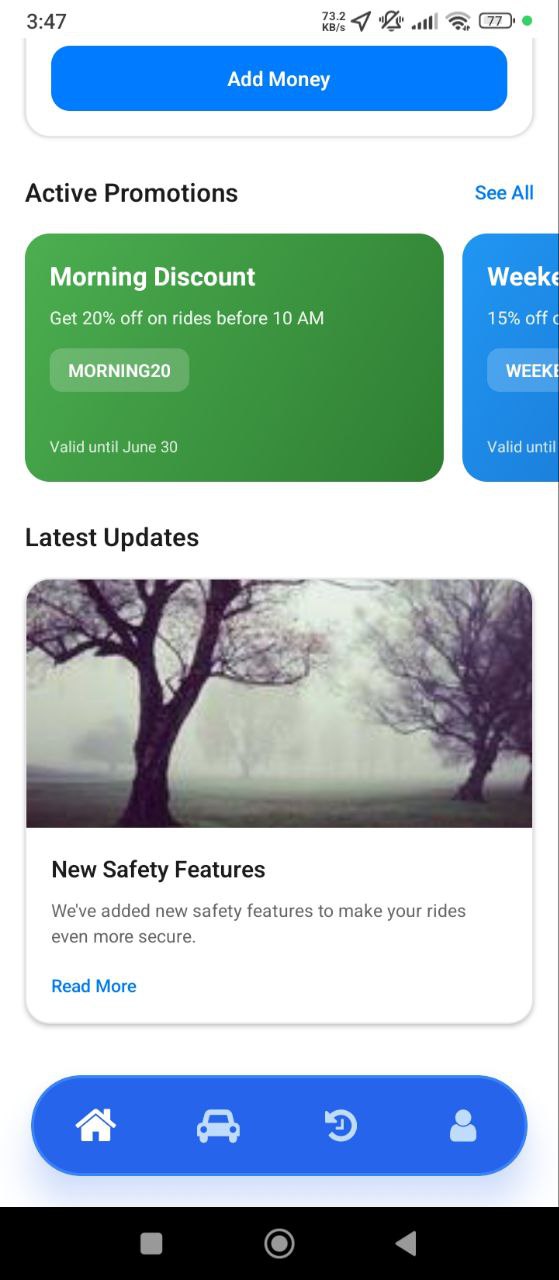 3:47
73.2
KB/s
77
Add Money
Active Promotions
See All
Morning Discount
Get 20% off on rides before 10 AM
MORNING20
Valid until June 30
15% off
Valid until
Latest Updates
New Safety Features
We've added new safety features to make your rides
even more secure.
Read More